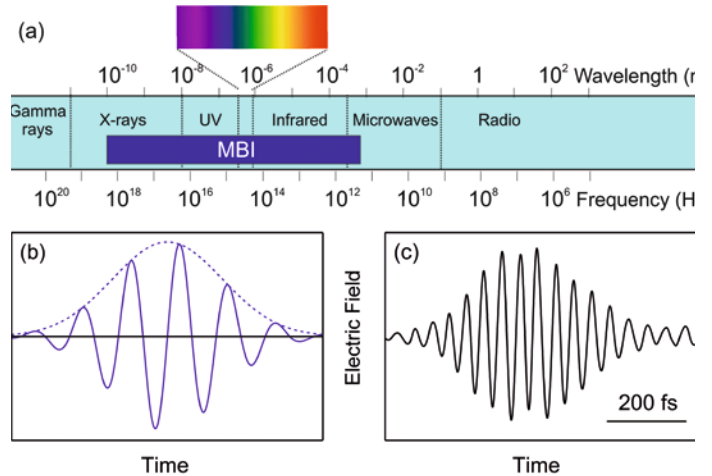 (a)
10⁻¹⁰ 10⁻⁸ 10⁻⁶ 10⁻⁴ 10⁻² 1 10² Wavelength (
Gamma rays X-rays UV Infrared Microwaves Radio
MBI
10²⁰ 10¹⁸ 10¹⁶ 10¹⁴ 10¹² 10¹⁰ 10⁸ 10⁶ Frequency (H
(b)
Time
Electric Field
(c)
200 fs
Time